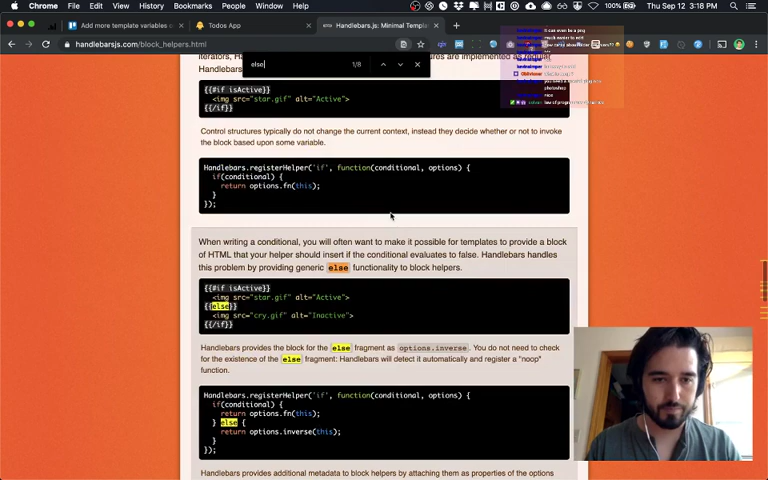 Chrome File Edit View History Bookmarks People Window Help
100% Thu Sep 12 3:18 PM
Add more template variables
Todos App
Handlebars.js: Minimal Templ
handlebarsjs.com/block_helpers.html
else
1/8
Handlebars
{{#if isActive}}
<img src="star.gif" alt="Active">
{{/if}}
Control structures typically do not change the current context, instead they decide whether or not to invoke
the block based upon some variable.
Handlebars.registerHelper('if', function(conditional, options) {
if(conditional) {
return options.fn(this);
}
});
When writing a conditional, you will often want to make it possible for templates to provide a block
of HTML that your helper should insert if the conditional evaluates to false. Handlebars handles
this problem by providing generic else functionality to block helpers.
{{#if isActive}}
<img src="star.gif" alt="Active">
{{else}}
<img src="cry.gif" alt="Inactive">
{{/if}}
Handlebars provides the block for the else fragment as options.inverse. You do not need to check
for the existence of the else fragment: Handlebars will detect it automatically and register a "noop"
function.
Handlebars.registerHelper('if', function(conditional, options) {
if(conditional) {
return options.fn(this);
} else {
return options.inverse(this);
}
});
Handlebars provides additional metadata to block helpers by attaching them as properties of the options